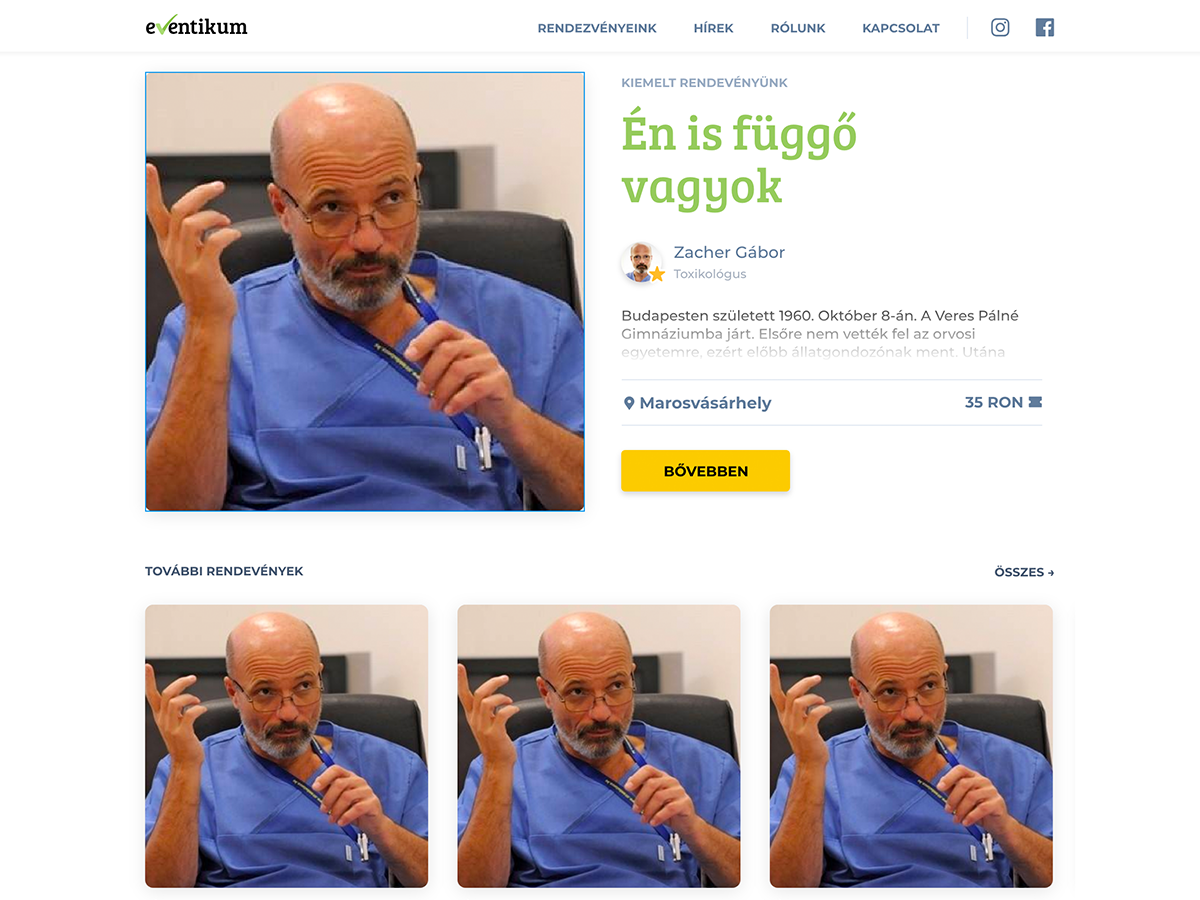 eventikum
RENDEZVÉNYEINK HÍREK RÓLUNK KAPCSOLAT
KIEMELT RENDEVÉNYÜNK
Én is függő
vagyok
Zacher Gábor
Toxikológus
Budapesten született 1960. Október 8-án. A Veres Pálné
Gimnáziumba járt. Elsőre nem vették fel az orvosi
egyetemre, ezért előbb állatgondozónak ment. Utána
Marosvásárhely 35 RON
BŐVEBBEN
TOVÁBBI RENDEVÉNYEK ÖSSZES →